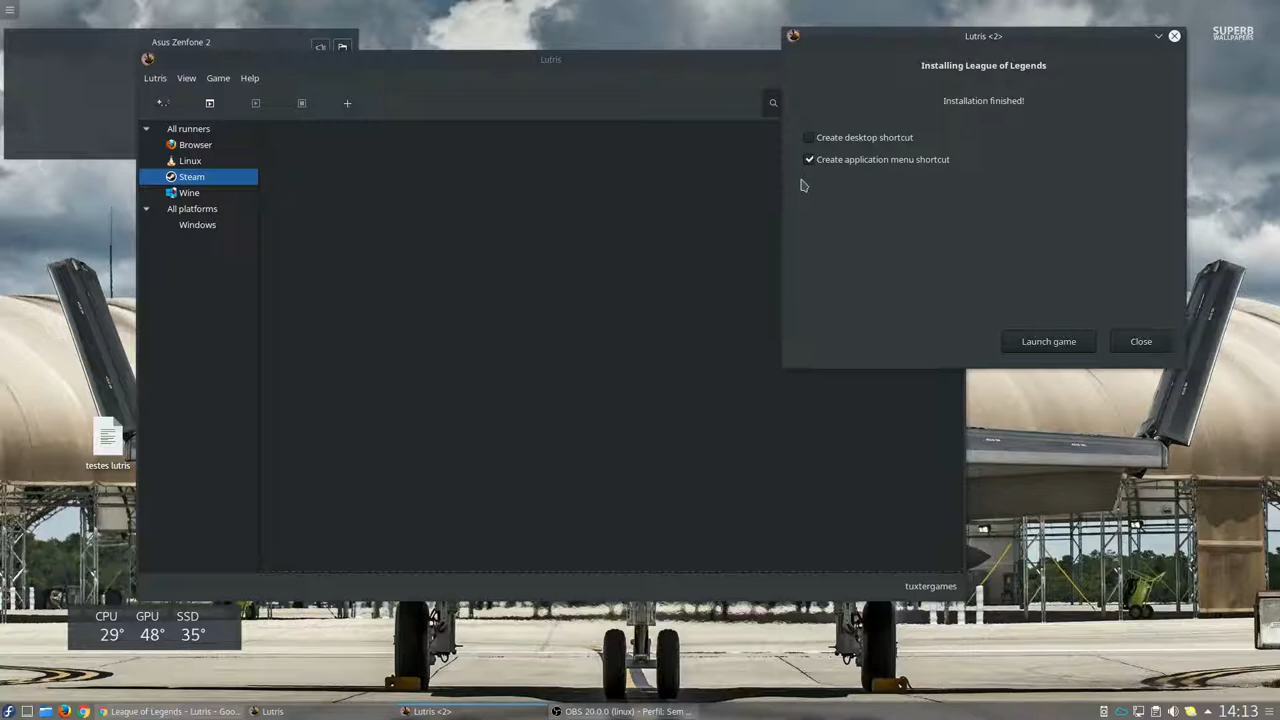 Asus Zenfone 2
Lutris <2>
SUPERB
WALLPAPERS
Lutris
Installing League of Legends
Lutris View Game Help
Installation finished!
Create desktop shortcut
All runners
Browser
Linux
Create application menu shortcut
Steam
Wine
All platforms
Windows
Launch game
Close
testes lutris
tuxtergames
CPU GPU SSD
29° 48° 35°
League of Legends - Lutris - Goo...
Lutris
Lutris <2>
OBS 20.0.0 (linux) - Perfil: Sem ...
14:13